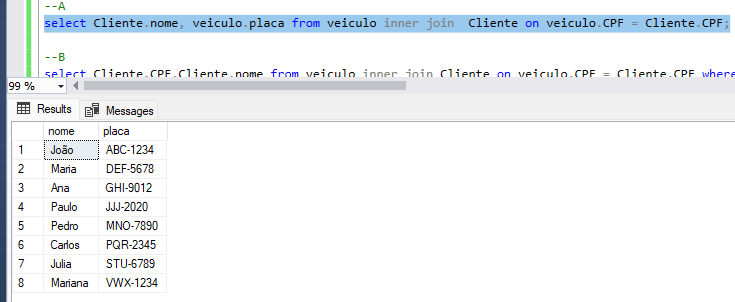 --A
select Cliente.nome, veiculo.placa from veiculo inner join  Cliente on veiculo.CPF = Cliente.CPF;
--B
select Cliente.CPF,Cliente.nome from veiculo inner join Cliente on veiculo.CPF = Cliente.CPF where
99 %
Results Messages
nome placa
1 João ABC-1234
2 Maria DEF-5678
3 Ana GHI-9012
4 Paulo JJJ-2020
5 Pedro MNO-7890
6 Carlos PQR-2345
7 Julia STU-6789
8 Mariana VWX-1234